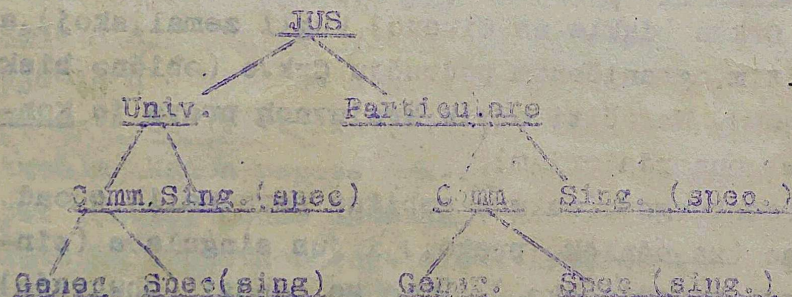 JUS
Univ. Particulare
Comm. Sing.(spec) Comm. Sing. (spec.)
Gener. Spec(sing) Gener. Spec (sing.)